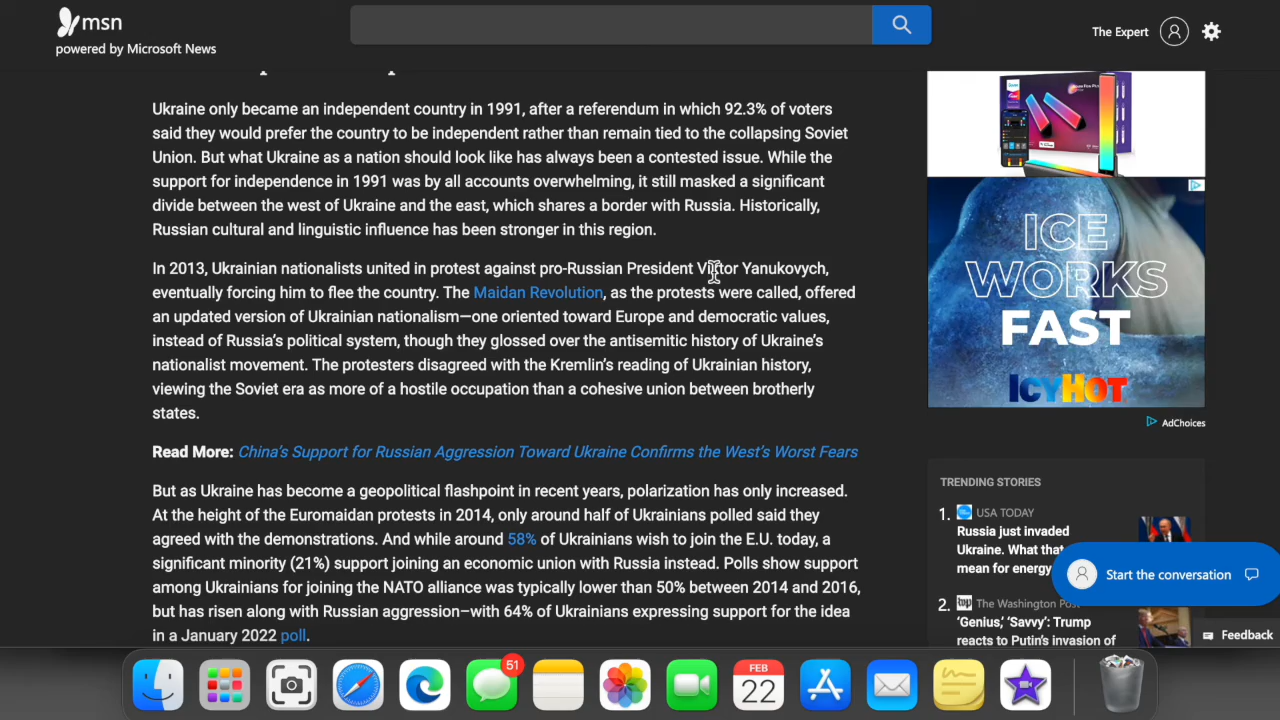 msn
powered by Microsoft News
The Expert
Ukraine only became an independent country in 1991, after a referendum in which 92.3% of voters
said they would prefer the country to be independent rather than remain tied to the collapsing Soviet
Union. But what Ukraine as a nation should look like has always been a contested issue. While the
support for independence in 1991 was by all accounts overwhelming, it still masked a significant
divide between the west of Ukraine and the east, which shares a border with Russia. Historically,
Russian cultural and linguistic influence has been stronger in this region.
In 2013, Ukrainian nationalists united in protest against pro-Russian President Viktor Yanukovych,
eventually forcing him to flee the country. The Maidan Revolution, as the protests were called, offered
an updated version of Ukrainian nationalism—one oriented toward Europe and democratic values,
instead of Russia's political system, though they glossed over the antisemitic history of Ukraine's
nationalist movement. The protesters disagreed with the Kremlin's reading of Ukrainian history,
viewing the Soviet era as more of a hostile occupation than a cohesive union between brotherly
states.
Read More: China's Support for Russian Aggression Toward Ukraine Confirms the West's Worst Fears
But as Ukraine has become a geopolitical flashpoint in recent years, polarization has only increased.
At the height of the Euromaidan protests in 2014, only around half of Ukrainians polled said they
agreed with the demonstrations. And while around 58% of Ukrainians wish to join the E.U. today, a
significant minority (21%) support joining an economic union with Russia instead. Polls show support
among Ukrainians for joining the NATO alliance was typically lower than 50% between 2014 and 2016,
but has risen along with Russian aggression–with 64% of Ukrainians expressing support for the idea
in a January 2022 poll.
ICE
WORKS
FAST
ICYHOT
AdChoices
TRENDING STORIES
1. USA TODAY
Russia just invaded
Ukraine. What that
mean for energy
Start the conversation
2. The Washington Post
'Genius,' 'Savvy': Trump
reacts to Putin's invasion of
Feedback
51
FEB
22